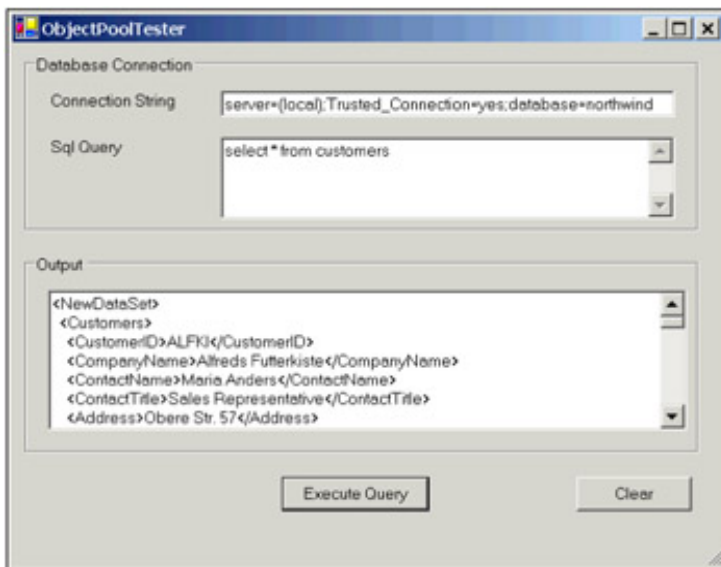 ObjectPoolTester
Database Connection
Connection String
server=(local);Trusted_Connection=yes;database=northwind
Sql Query
select * from customers
Output
<NewDataSet>
<Customers>
<CustomerID>ALFKI</CustomerID>
<CompanyName>Alfreds Futterkiste</CompanyName>
<ContactName>Maria Anders</ContactName>
<ContactTitle>Sales Representative</ContactTitle>
<Address>Obere Str. 57</Address>
Execute Query
Clear